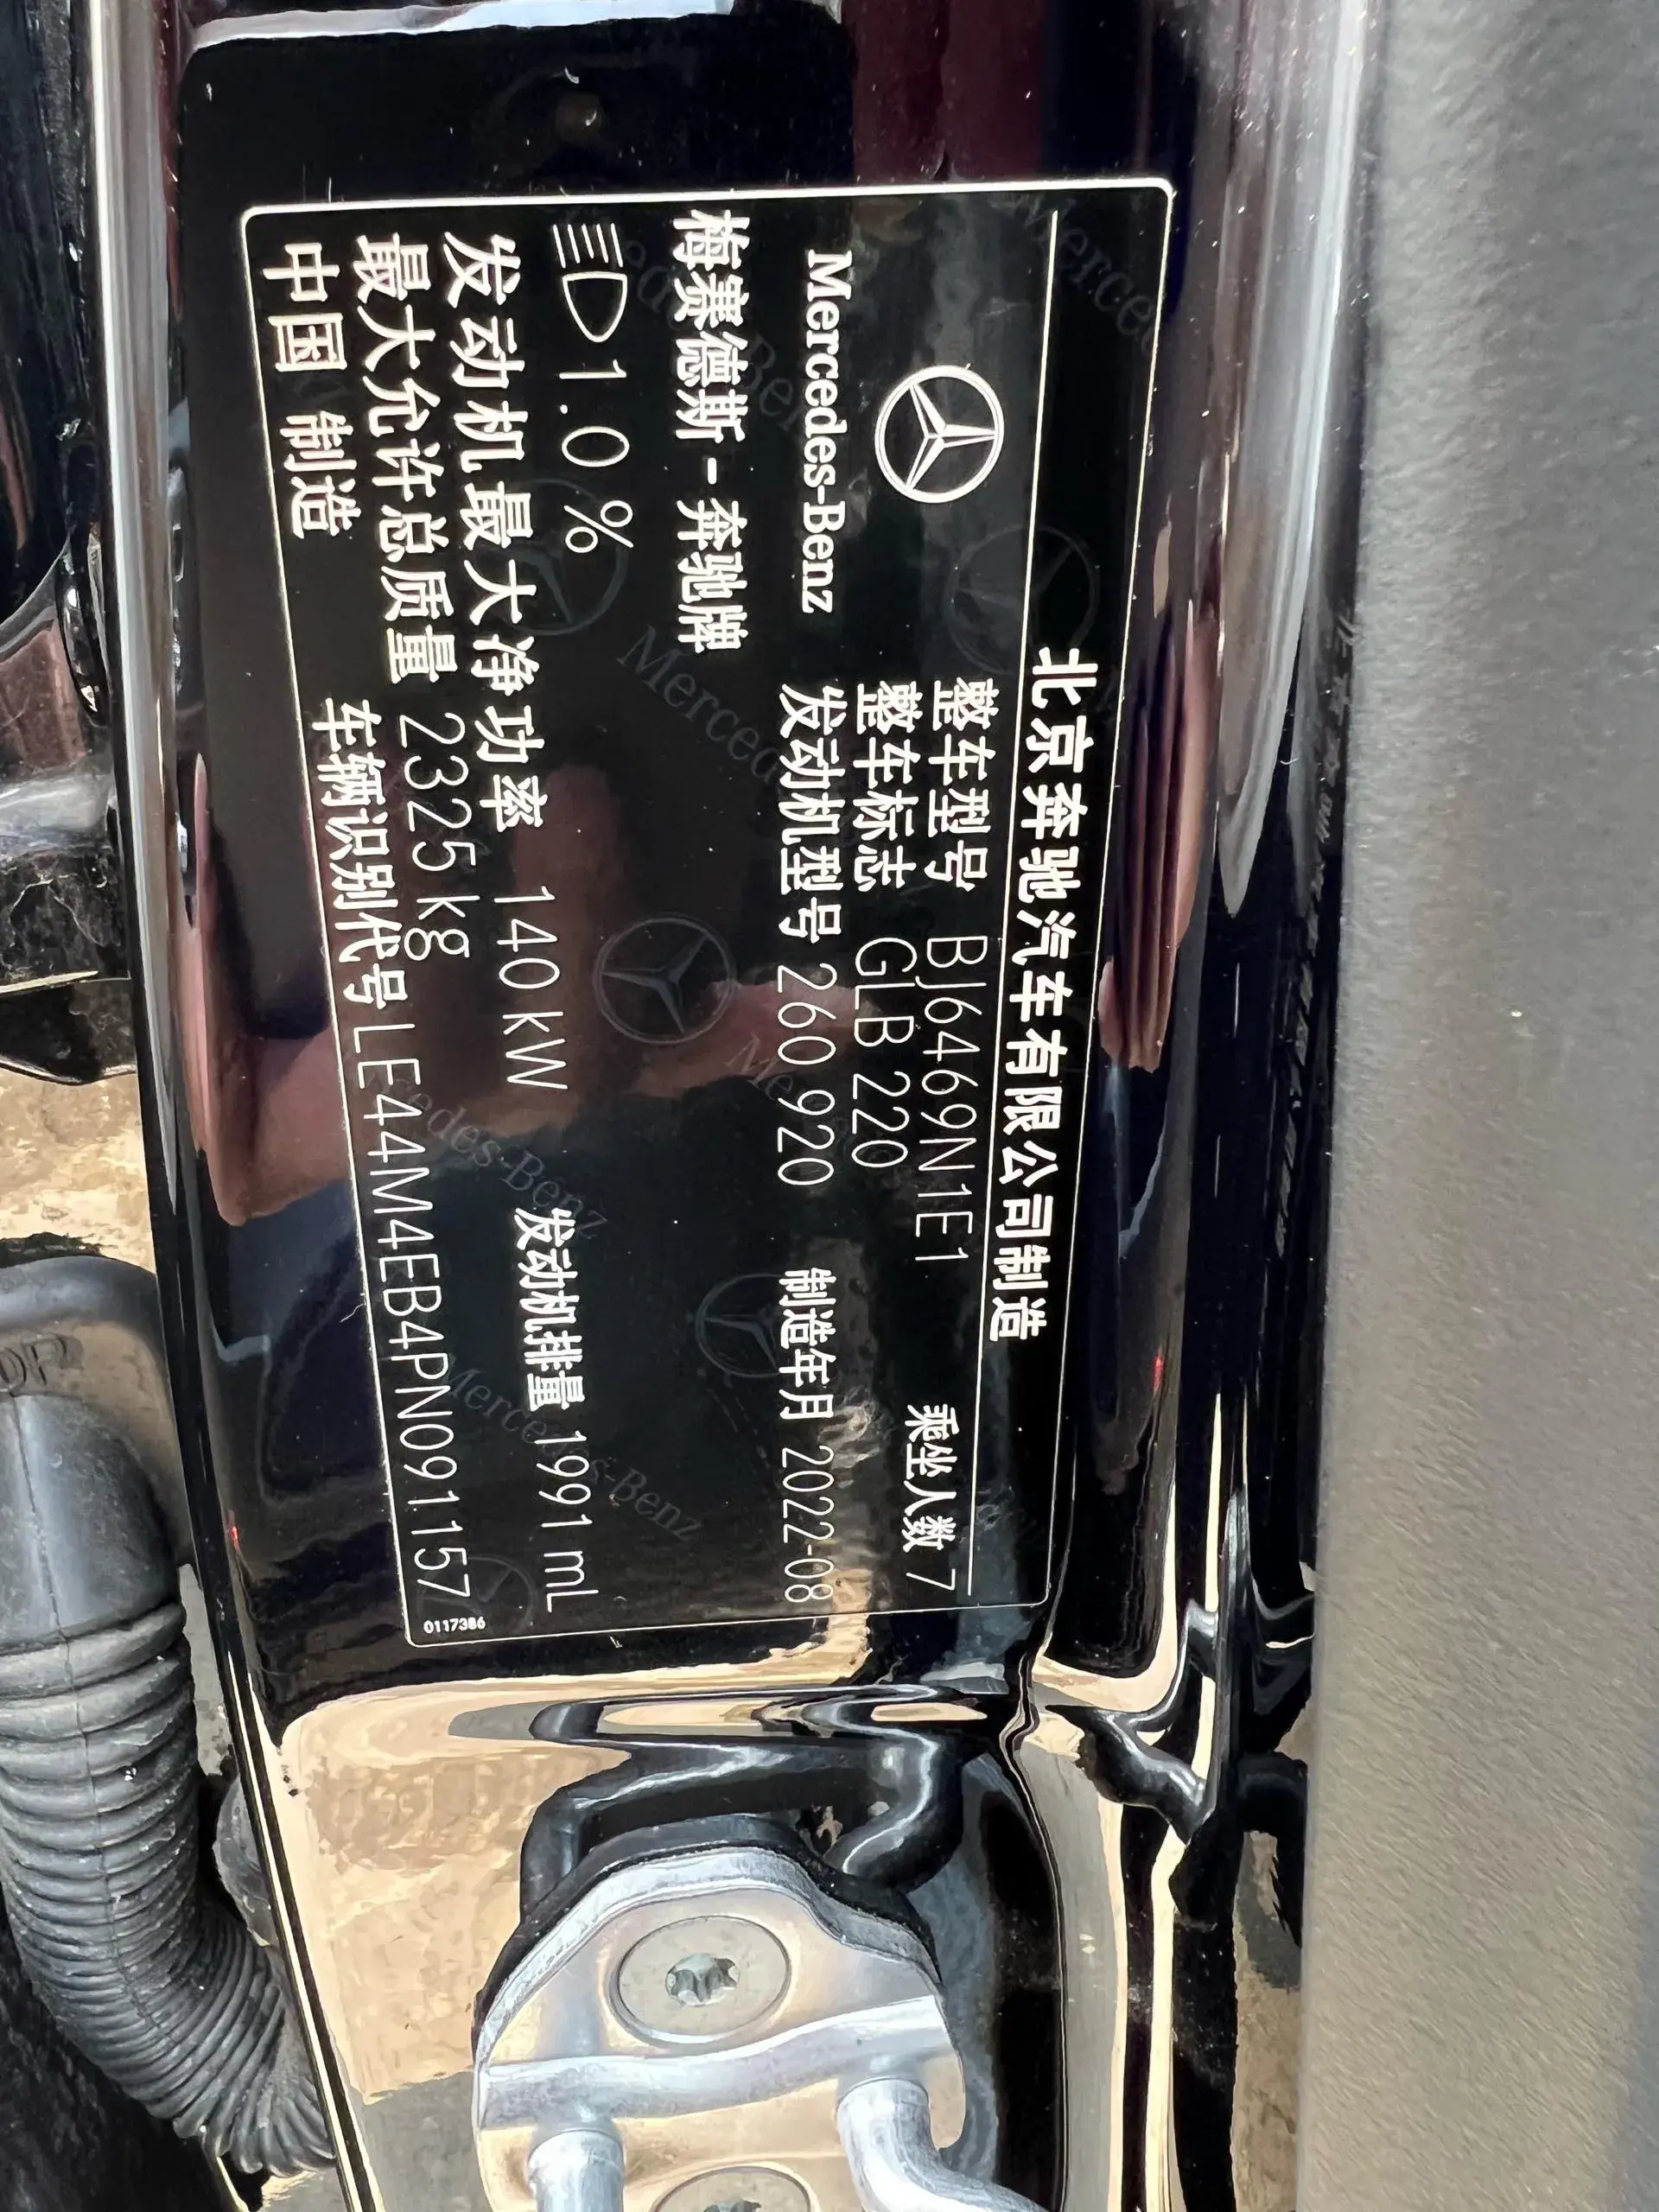 北京奔驰汽车有限公司制造
Mercedes-Benz
整车型号 BJ6469N1E1 乘坐人数 7
整车标志 GLB 220
发动机型号 260 920 制造年月 2022-08
梅赛德斯-奔驰牌
1.0 %
发动机最大净功率 140 kW 发动机排量 1991 mL
最大允许总质量 2325 kg
中国 制造 车辆识别代号 LE44M4EB4PN091157
0117386